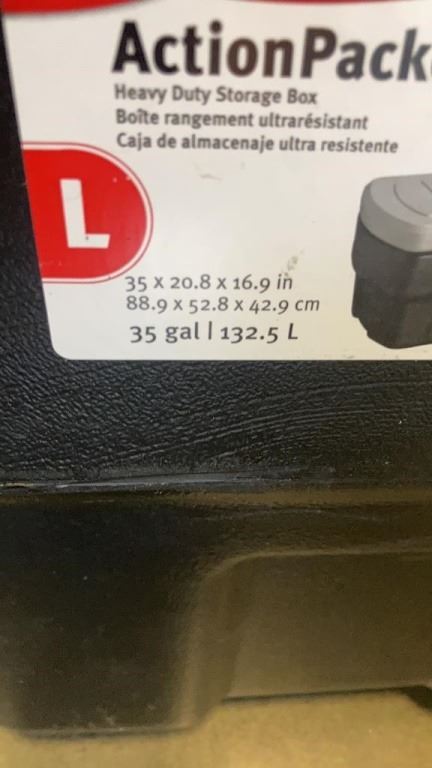 ActionPack
Heavy Duty Storage Box
Boîte rangement ultrarésistant
Caja de almacenaje ultra resistente
L
35 x 20.8 x 16.9 in
88.9 x 52.8 x 42.9 cm
35 gal | 132.5 L